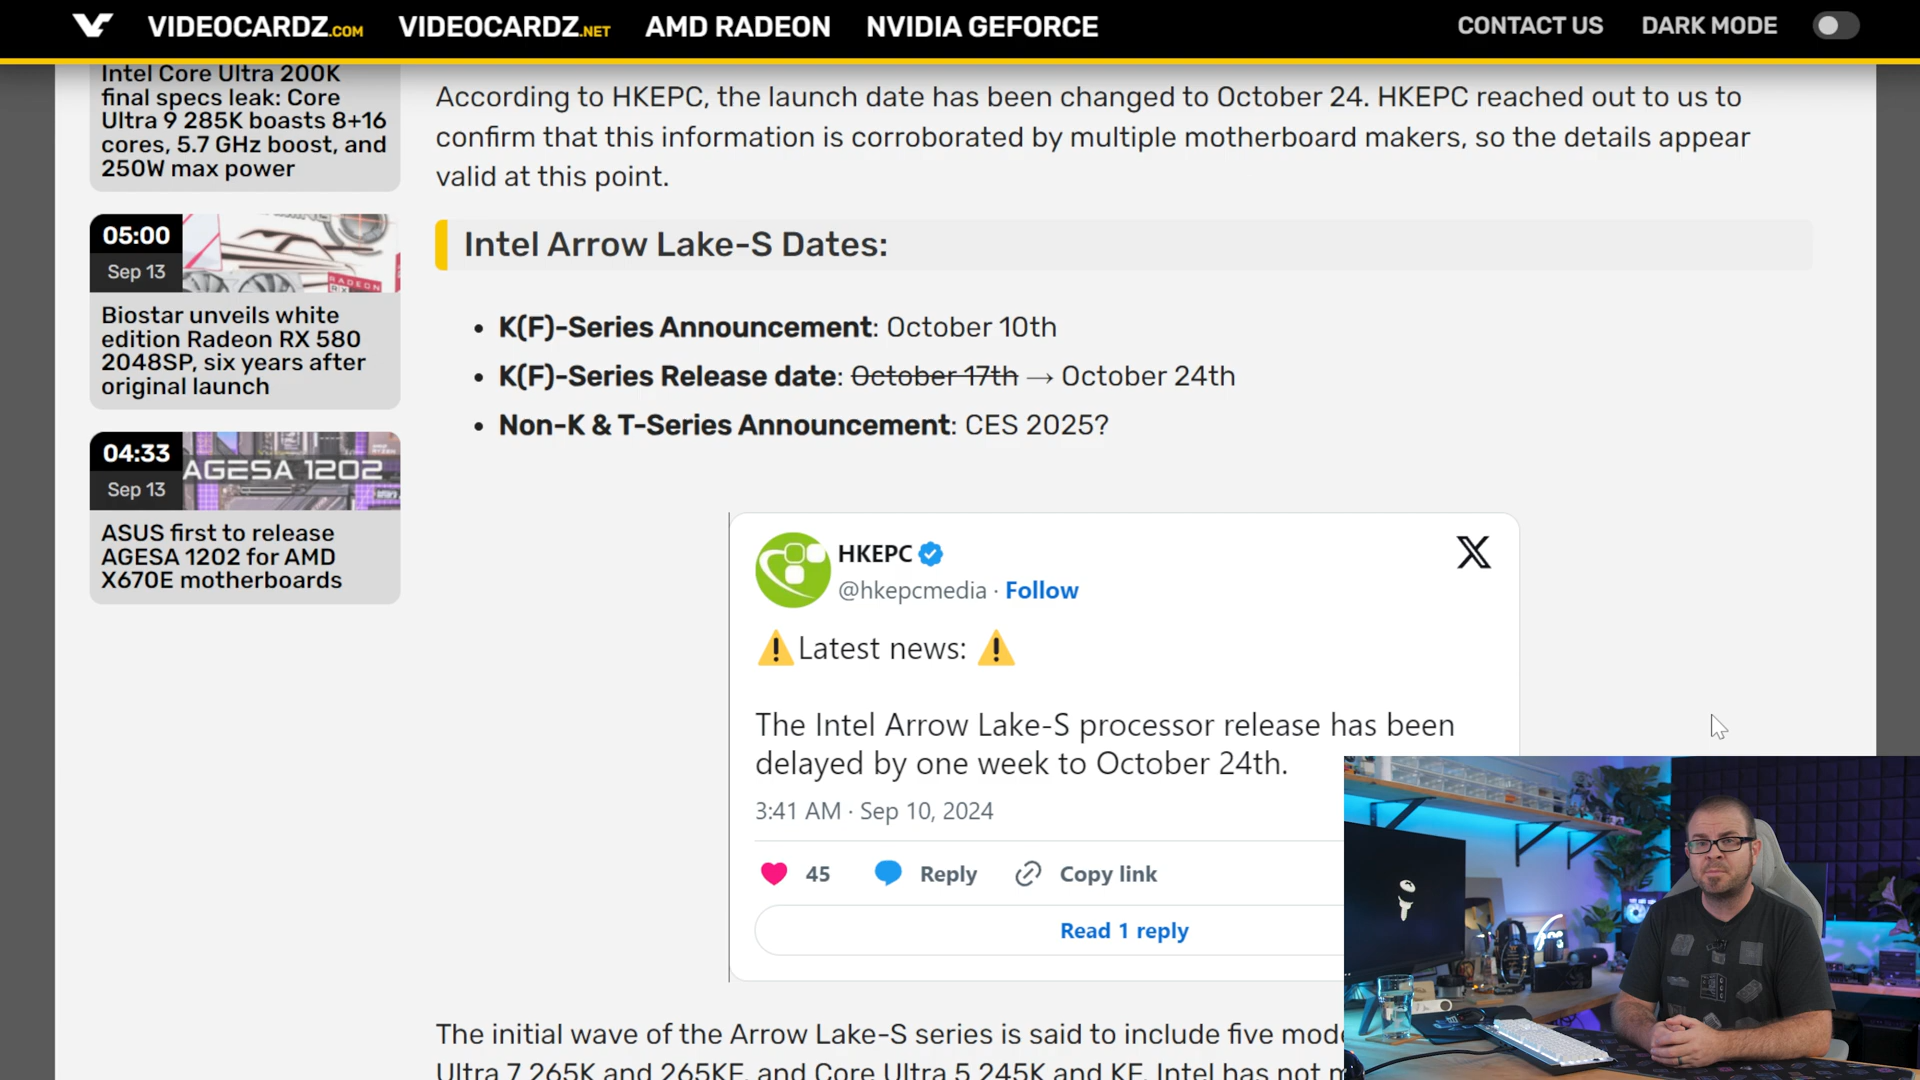 VIDEOCARDZ.COM VIDEOCARDZ.NET AMD RADEON NVIDIA GEFORCE CONTACT US DARK MODE
Intel Core Ultra 200K
final specs leak: Core
Ultra 9 285K boasts 8+16
cores, 5.7 GHz boost, and
250W max power
05:00
Sep 13
RADEON
Biostar unveils white
edition Radeon RX 580
2048SP, six years after
original launch
04:33
Sep 13
AGESA 1202
ASUS first to release
AGESA 1202 for AMD
X670E motherboards
According to HKEPC, the launch date has been changed to October 24. HKEPC reached out to us to
confirm that this information is corroborated by multiple motherboard makers, so the details appear
valid at this point.
Intel Arrow Lake-S Dates:
• K(F)-Series Announcement: October 10th
• K(F)-Series Release date: October 17th → October 24th
• Non-K & T-Series Announcement: CES 2025?
HKEPC
@hkepcmedia · Follow
⚠️Latest news: ⚠️
The Intel Arrow Lake-S processor release has been
delayed by one week to October 24th.
3:41 AM · Sep 10, 2024
45 Reply Copy link
Read 1 reply
The initial wave of the Arrow Lake-S series is said to include five
Ultra 7 265K and 265KF, and Core Ultra 5 245K and KF. Intel has not